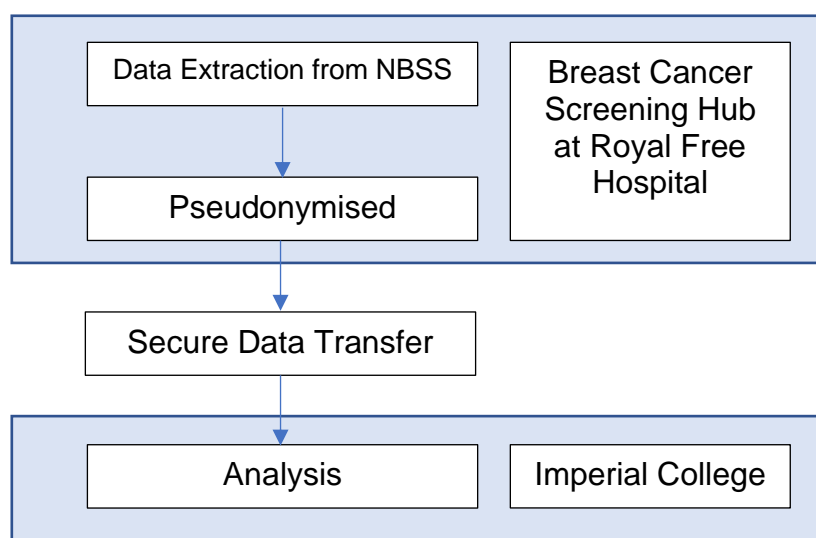 Data Extraction from NBSS
Breast Cancer
Screening Hub
at Royal Free
Hospital
Pseudonymised
Secure Data Transfer
Analysis
Imperial College